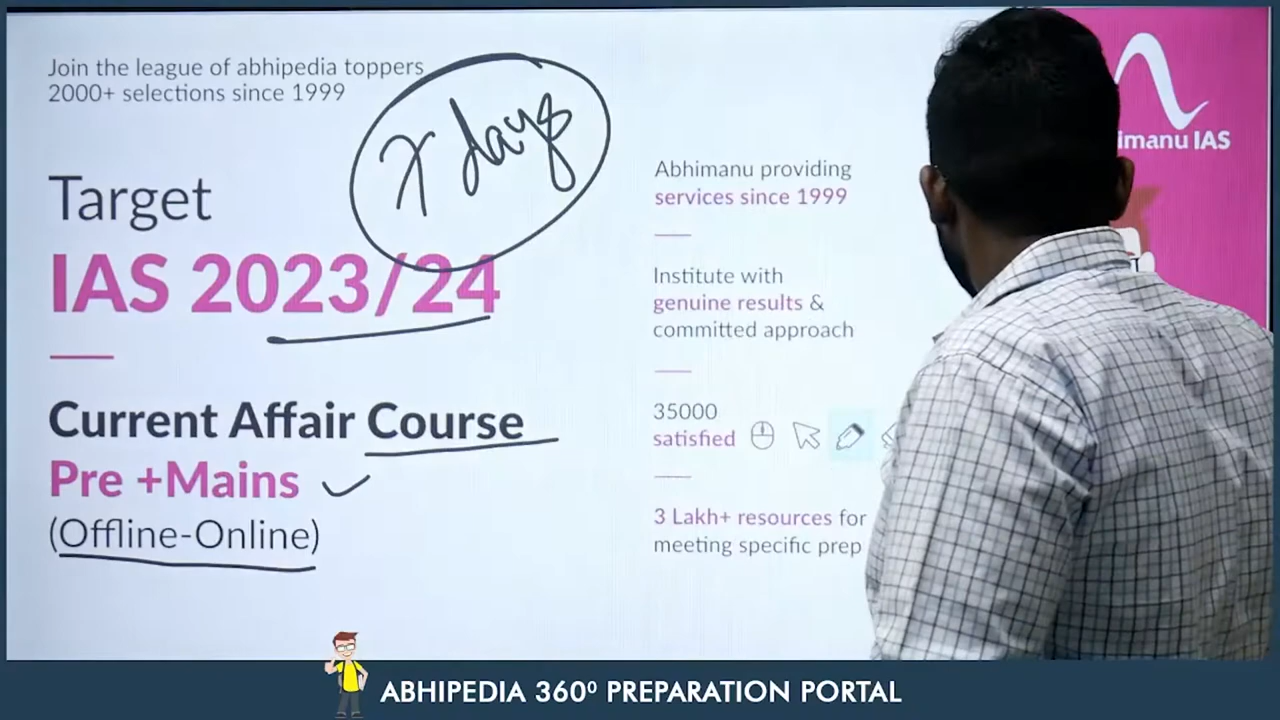 Join the league of abhipedia toppers
2000+ selections since 1999
7 days
Target
IAS 2023/24
Current Affair Course
Pre +Mains
(Offline-Online)
Abhimanu providing
services since 1999
Institute with
genuine results &
committed approach
35000
satisfied
3 Lakh+ resources for
meeting specific prep
imanu IAS
ABHIPEDIA 360⁰ PREPARATION PORTAL